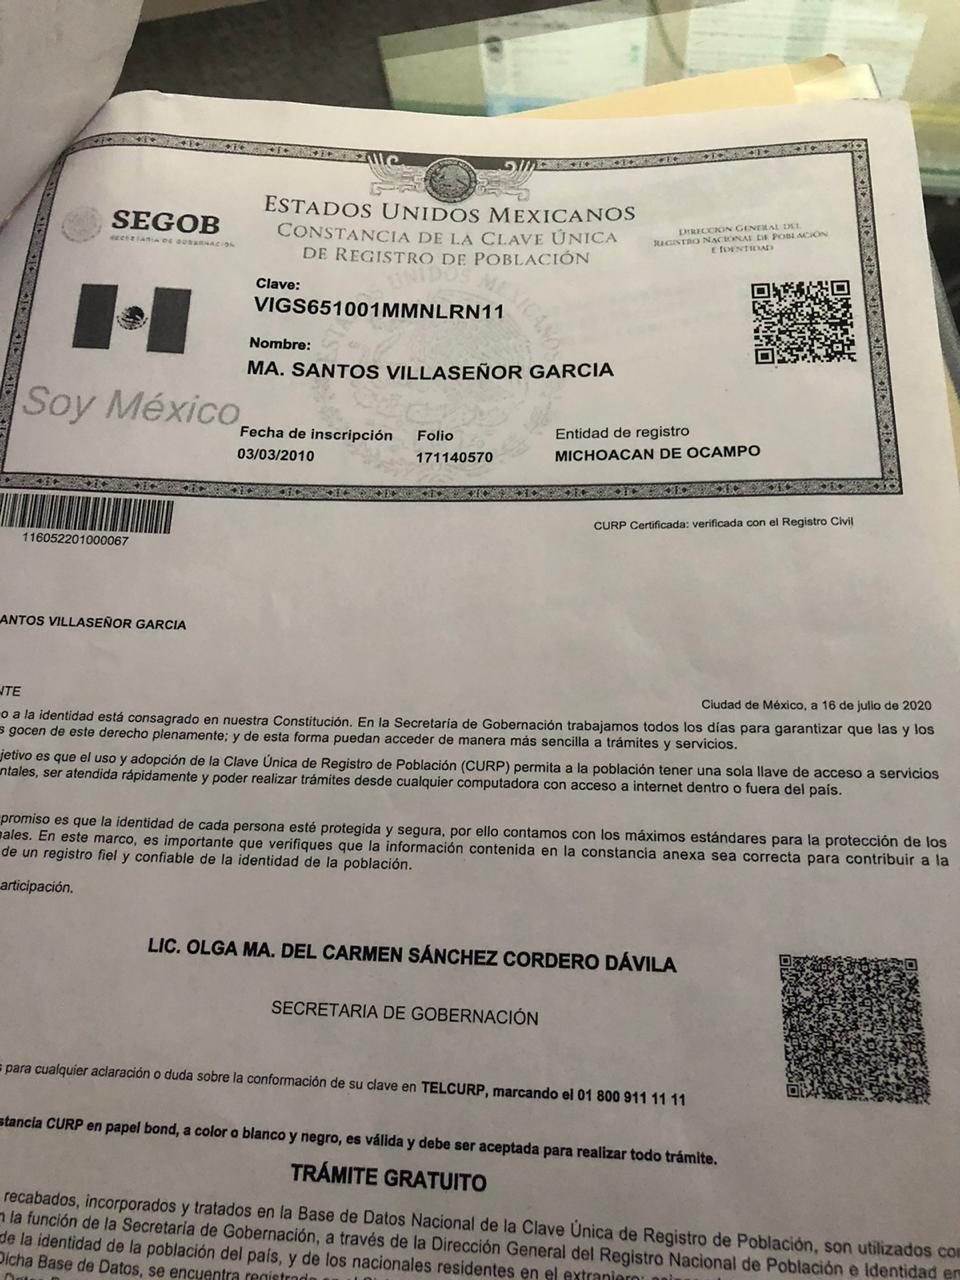 SEGOB
SECRETARÍA DE GOBERNACIÓN
ESTADOS UNIDOS MEXICANOS
CONSTANCIA DE LA CLAVE ÚNICA
DE REGISTRO DE POBLACIÓN
DIRECCIÓN GENERAL DEL
REGISTRO NACIONAL DE POBLACIÓN
E IDENTIDAD
Clave:
VIGS651001MMNLRN11
Nombre:
MA. SANTOS VILLASEÑOR GARCIA
Soy México
Fecha de inscripción
03/03/2010
Folio
171140570
Entidad de registro
MICHOACAN DE OCAMPO
116052201000067
CURP Certificada: verificada con el Registro Civil
ANTOS VILLASEÑOR GARCIA
NTE
Ciudad de México, a 16 de julio de 2020
o a la identidad está consagrado en nuestra Constitución. En la Secretaría de Gobernación trabajamos todos los días para garantizar que las y los
s gocen de este derecho plenamente; y de esta forma puedan acceder de manera más sencilla a trámites y servicios.
jetivo es que el uso y adopción de la Clave Única de Registro de Población (CURP) permita a la población tener una sola llave de acceso a servicios
ntales, ser atendida rápidamente y poder realizar trámites desde cualquier computadora con acceso a internet dentro o fuera del país.
promiso es que la identidad de cada persona esté protegida y segura, por ello contamos con los máximos estándares para la protección de los
nales. En este marco, es importante que verifiques que la información contenida en la constancia anexa sea correcta para contribuir a la
de un registro fiel y confiable de la identidad de la población.
articipación.
LIC. OLGA MA. DEL CARMEN SÁNCHEZ CORDERO DÁVILA
SECRETARIA DE GOBERNACIÓN
s para cualquier aclaración o duda sobre la conformación de su clave en TELCURP, marcando el 01 800 911 11 11
stancia CURP en papel bond, a color o blanco y negro, es válida y debe ser aceptada para realizar todo trámite.
TRÁMITE GRATUITO
recabados, incorporados y tratados en la Base de Datos Nacional de la Clave Única de Registro de Población, son utilizados co
n la función de la Secretaría de Gobernación, a través de la Dirección General del Registro Nacional de Población e Identidad en
de la identidad de la población del país, y de los nacionales residentes en el extranjero;
Dicha Base de Datos, se encuentra registrada